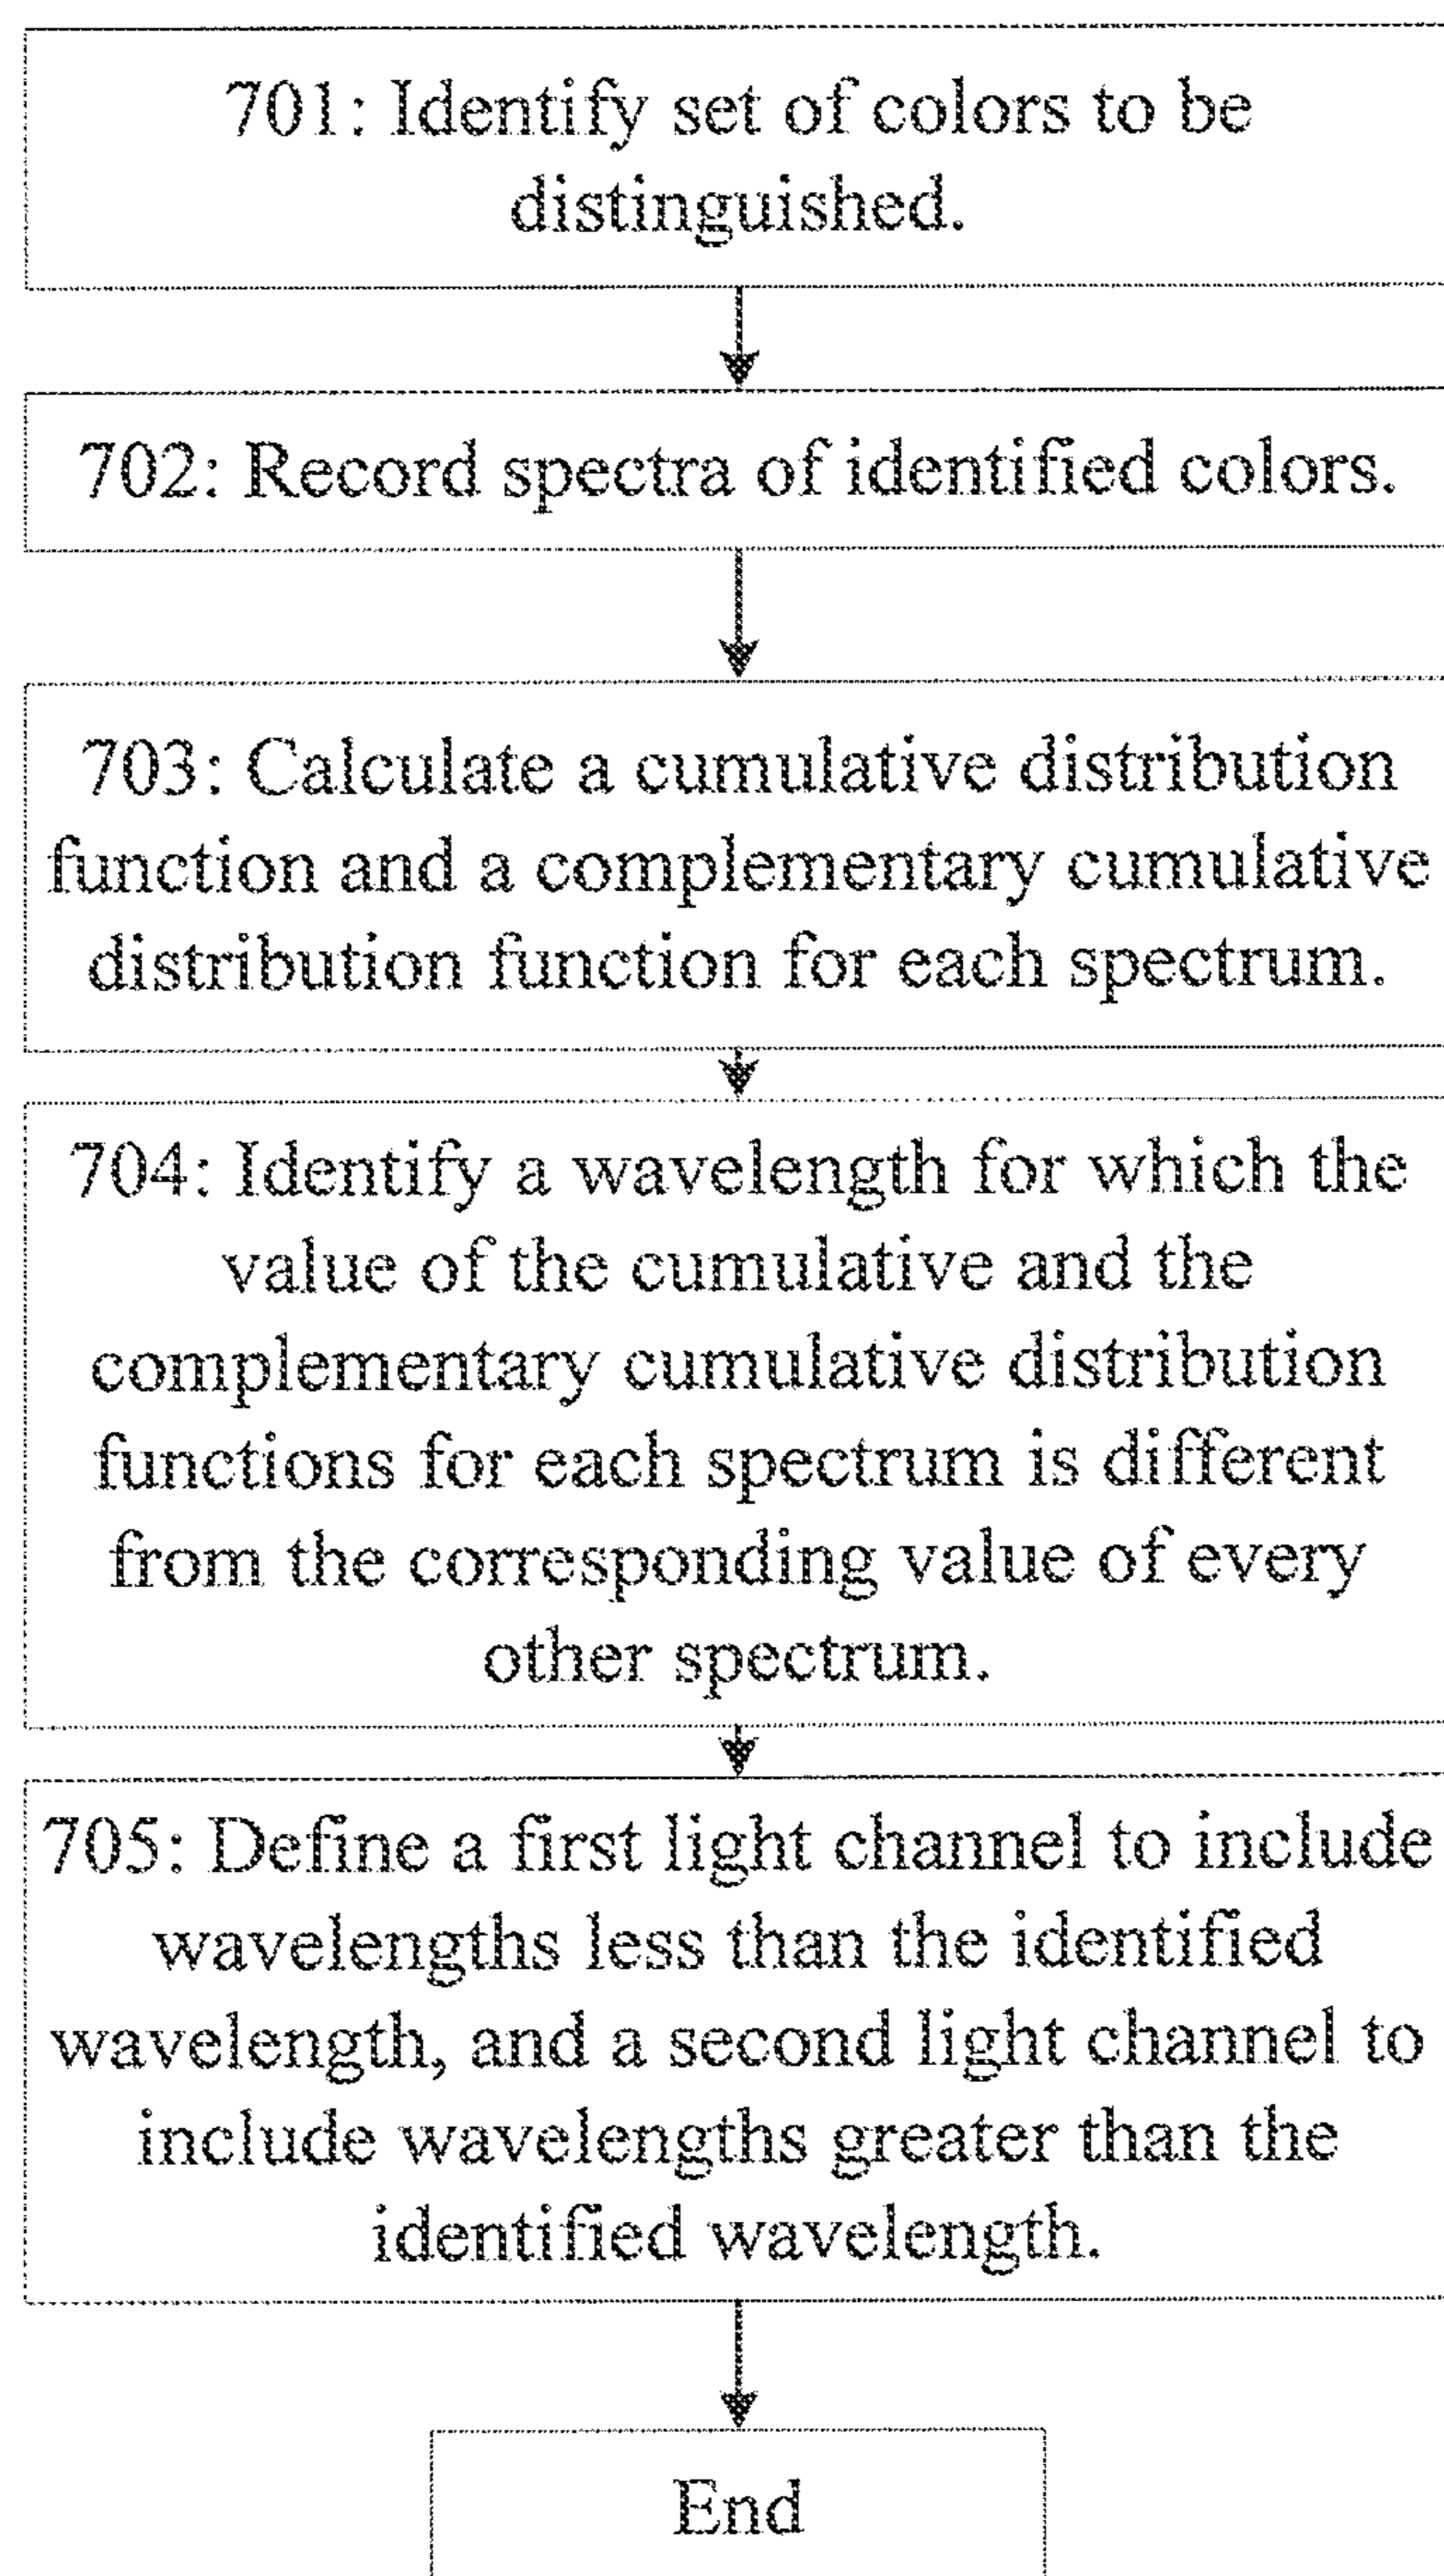 701: Identify set of colors to be
distinguished.
702: Record spectra of identified colors.
703: Calculate a cumulative distribution
function and a complementary cumulative
distribution function for each spectrum.
704: Identify a wavelength for which the
value of the cumulative and the
complementary cumulative distribution
functions for each spectrum is different
from the corresponding value of every
other spectrum.
705: Define a first light channel to include
wavelengths less than the identified
wavelength, and a second light channel to
include wavelengths greater than the
identified wavelength.
End